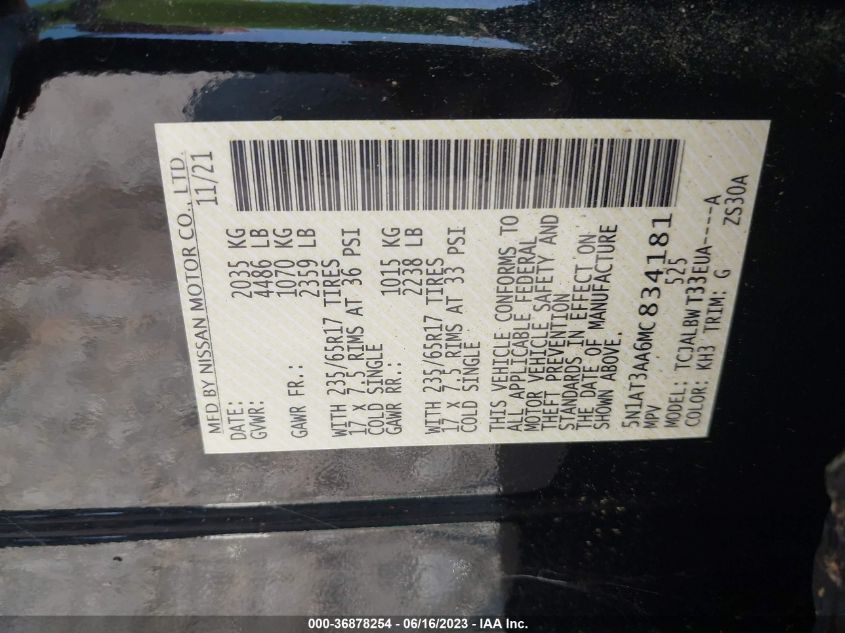 MFD BY NISSAN MOTOR CO., LTD.
DATE: 11/21
GVWR: 2035 KG
4486 LB
GAWR FR.: 1070 KG
2359 LB
WITH 235/65R17 TIRES
17 X 7.5 RIMS AT 36 PSI
COLD SINGLE
GAWR RR.: 1015 KG
2238 LB
WITH 235/65R17 TIRES
17 X 7.5 RIMS AT 33 PSI
COLD SINGLE
THIS VEHICLE CONFORMS TO
ALL APPLICABLE FEDERAL
MOTOR VEHICLE SAFETY AND
THEFT PREVENTION
STANDARDS IN EFFECT ON
THE DATE OF MANUFACTURE
SHOWN ABOVE.
5N1AT3AA6MC834181
MPV 525
MODEL: TCJALBWT33EUA----A
COLOR: KH3 TRIM: G ZS30A
000-36878254 - 06/16/2023 - IAA Inc.